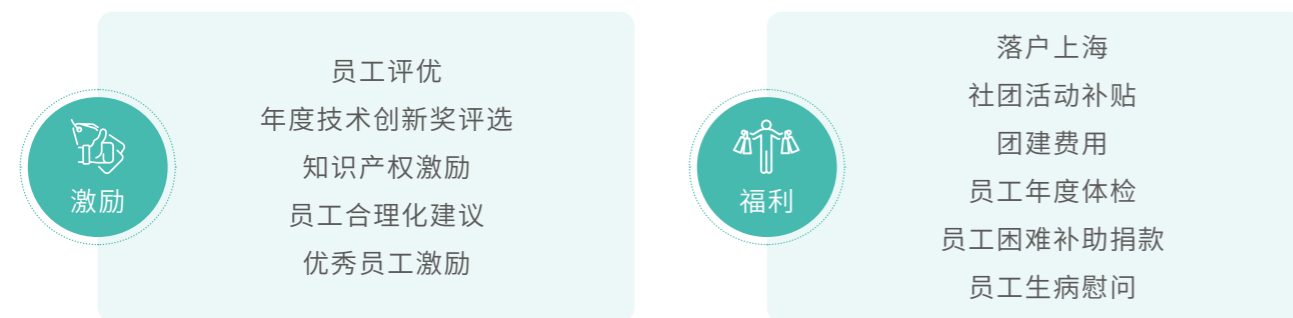 激励
员工评优
年度技术创新奖评选
知识产权激励
员工合理化建议
优秀员工激励
福利
落户上海
社团活动补贴
团建费用
员工年度体检
员工困难补助捐款
员工生病慰问